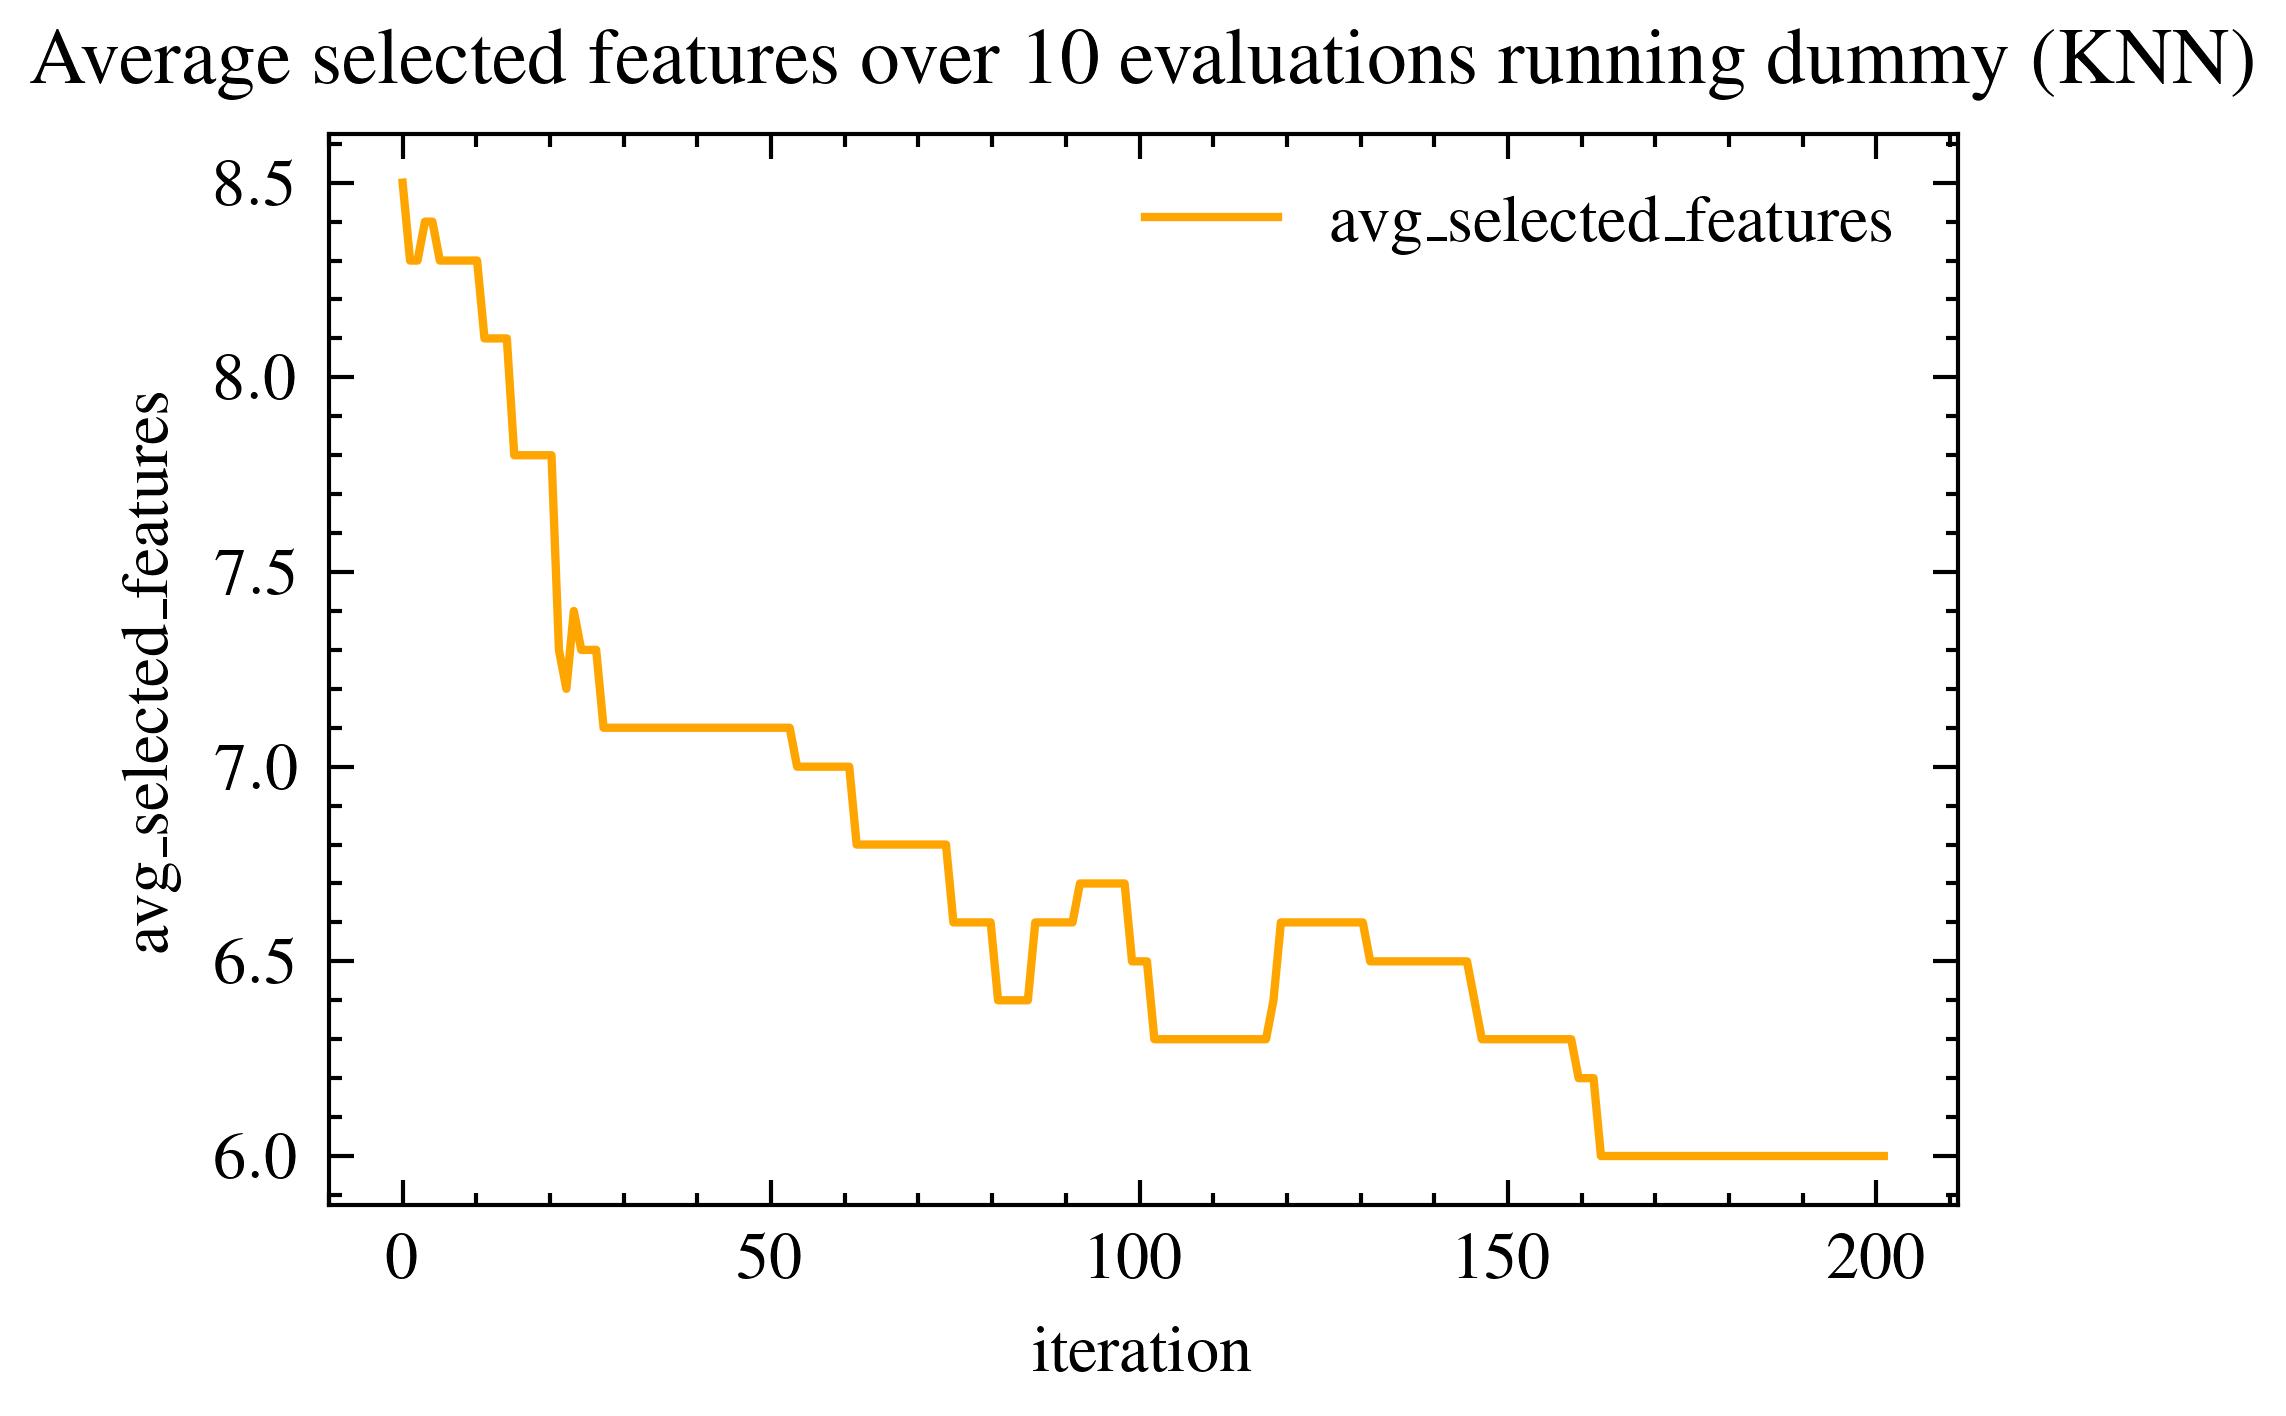 Average selected features over 10 evaluations running dummy (KNN)
avg_selected_features
avg_selected_features
8.5
8.0
7.5
7.0
6.5
6.0
0 50 100 150 200
iteration